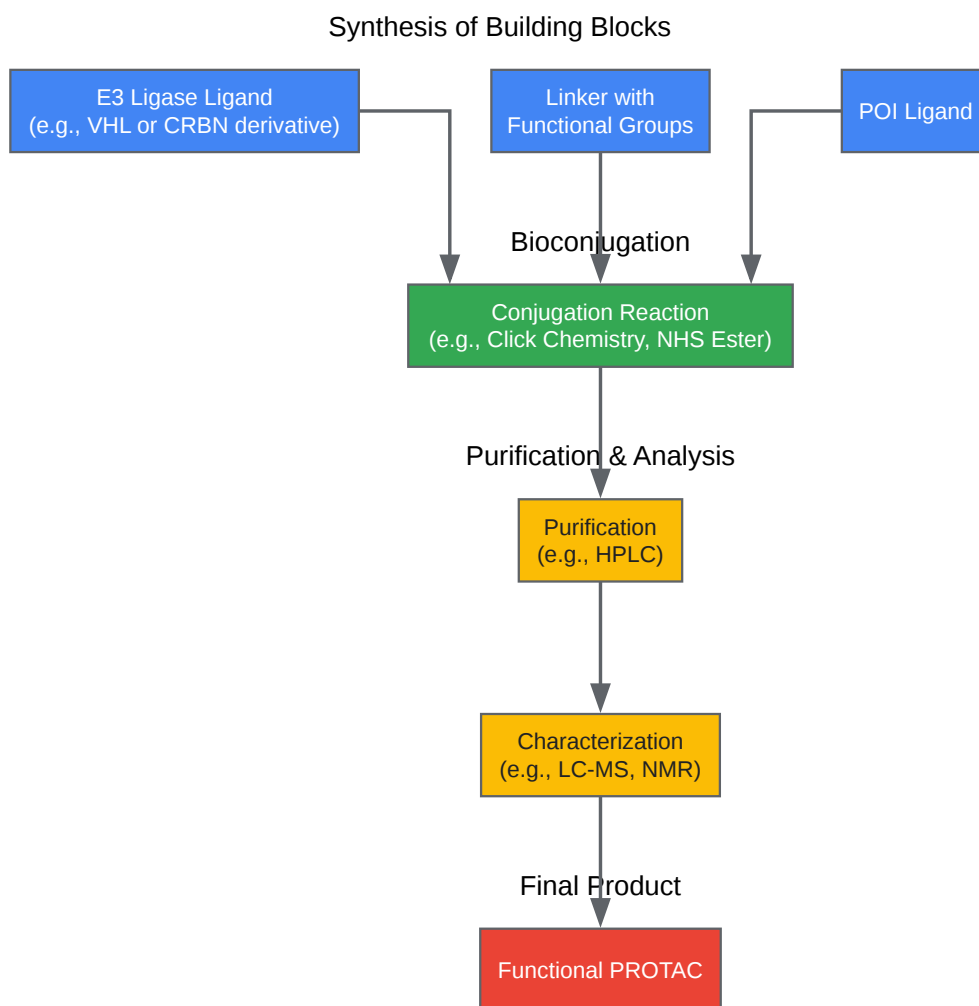 Synthesis of Building Blocks
E3 Ligase Ligand
(e.g., VHL or CRBN derivative)
Linker with
Functional Groups
POI Ligand
Bioconjugation
Conjugation Reaction
(e.g., Click Chemistry, NHS Ester)
Purification & Analysis
Purification
(e.g., HPLC)
Characterization
(e.g., LC-MS, NMR)
Final Product
Functional PROTAC